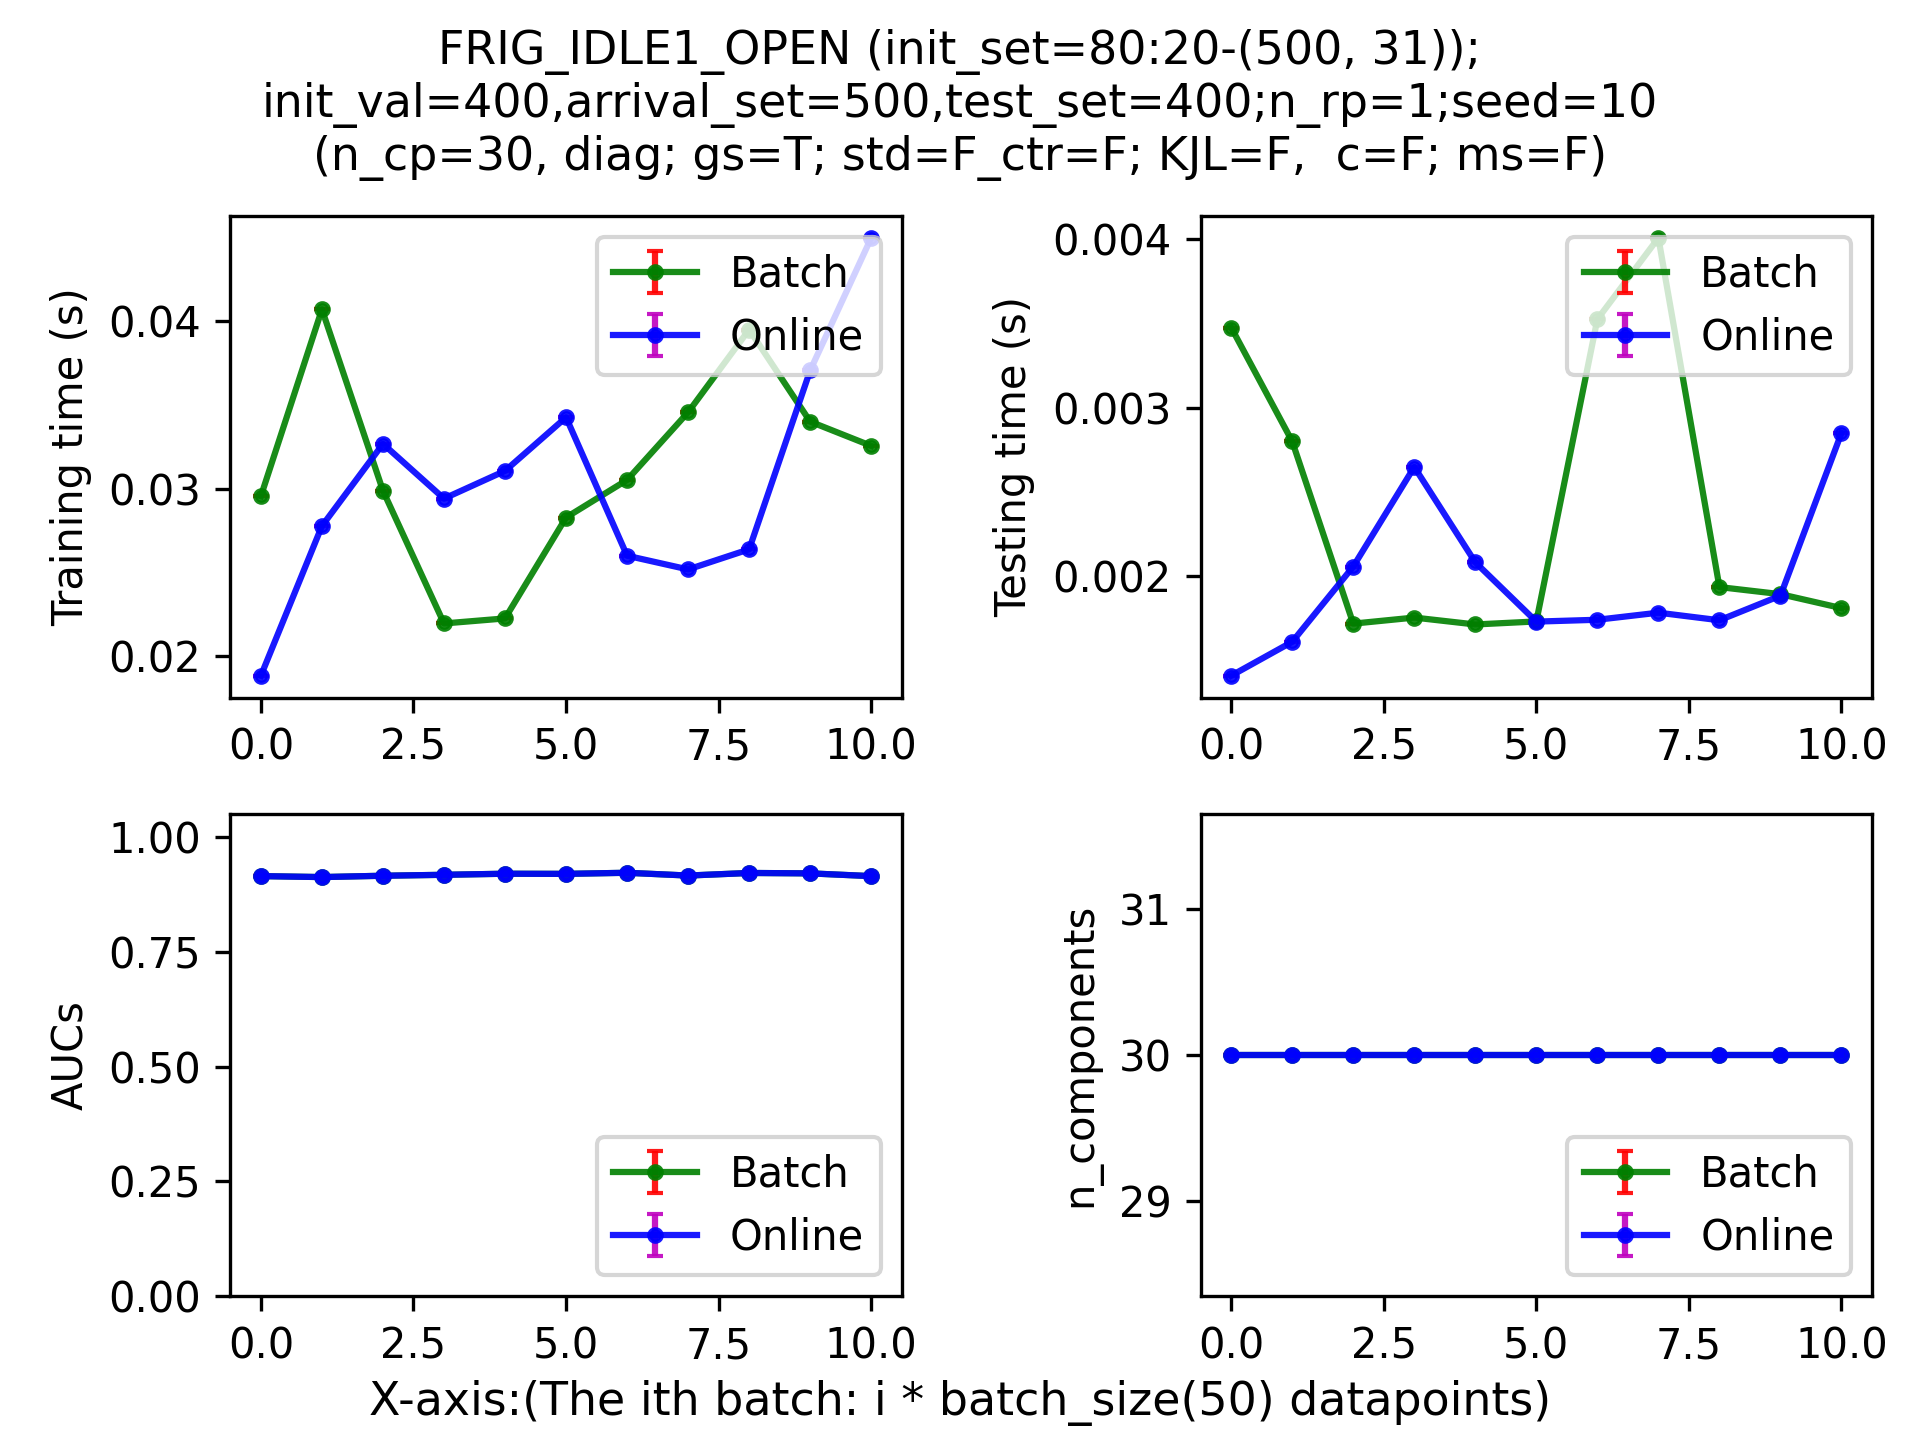 FRIG_IDLE1_OPEN (init_set=80:20-(500, 31));
init_val=400,arrival_set=500,test_set=400;n_rp=1;seed=10
(n_cp=30, diag; gs=T; std=F_ctr=F; KJL=F,  c=F; ms=F)
Training time (s)
0.04
0.03
0.02
0.0
2.5
5.0
7.5
10.0
Batch
Online
Testing time (s)
0.004
0.003
0.002
0.0
2.5
5.0
7.5
10.0
Batch
Online
AUCs
1.00
0.75
0.50
0.25
0.00
0.0
2.5
5.0
7.5
10.0
Batch
Online
n_components
31
30
29
0.0
2.5
5.0
7.5
10.0
Batch
Online
X-axis:(The ith batch: i * batch_size(50) datapoints)